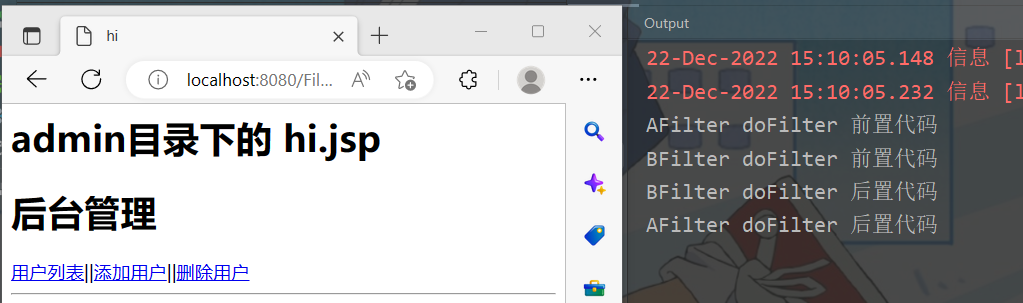 hi
localhost:8080/Fil...
admin目录下的 hi.jsp
后台管理
用户列表||添加用户||删除用户
Output
22-Dec-2022 15:10:05.148 信息 [l
22-Dec-2022 15:10:05.232 信息 [l
AFilter doFilter 前置代码
BFilter doFilter 前置代码
BFilter doFilter 后置代码
AFilter doFilter 后置代码